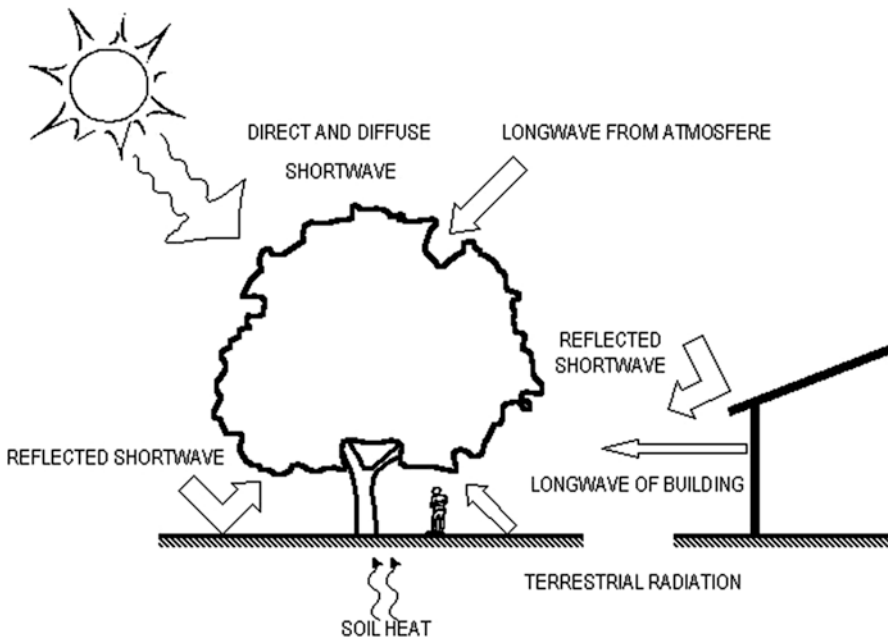 DIRECT AND DIFFUSE
SHORTWAVE
LONGWAVE FROM ATMOSFERE
REFLECTED
SHORTWAVE
REFLECTED SHORTWAVE
LONGWAVE OF BUILDING
TERRESTRIAL RADIATION
SOIL HEAT